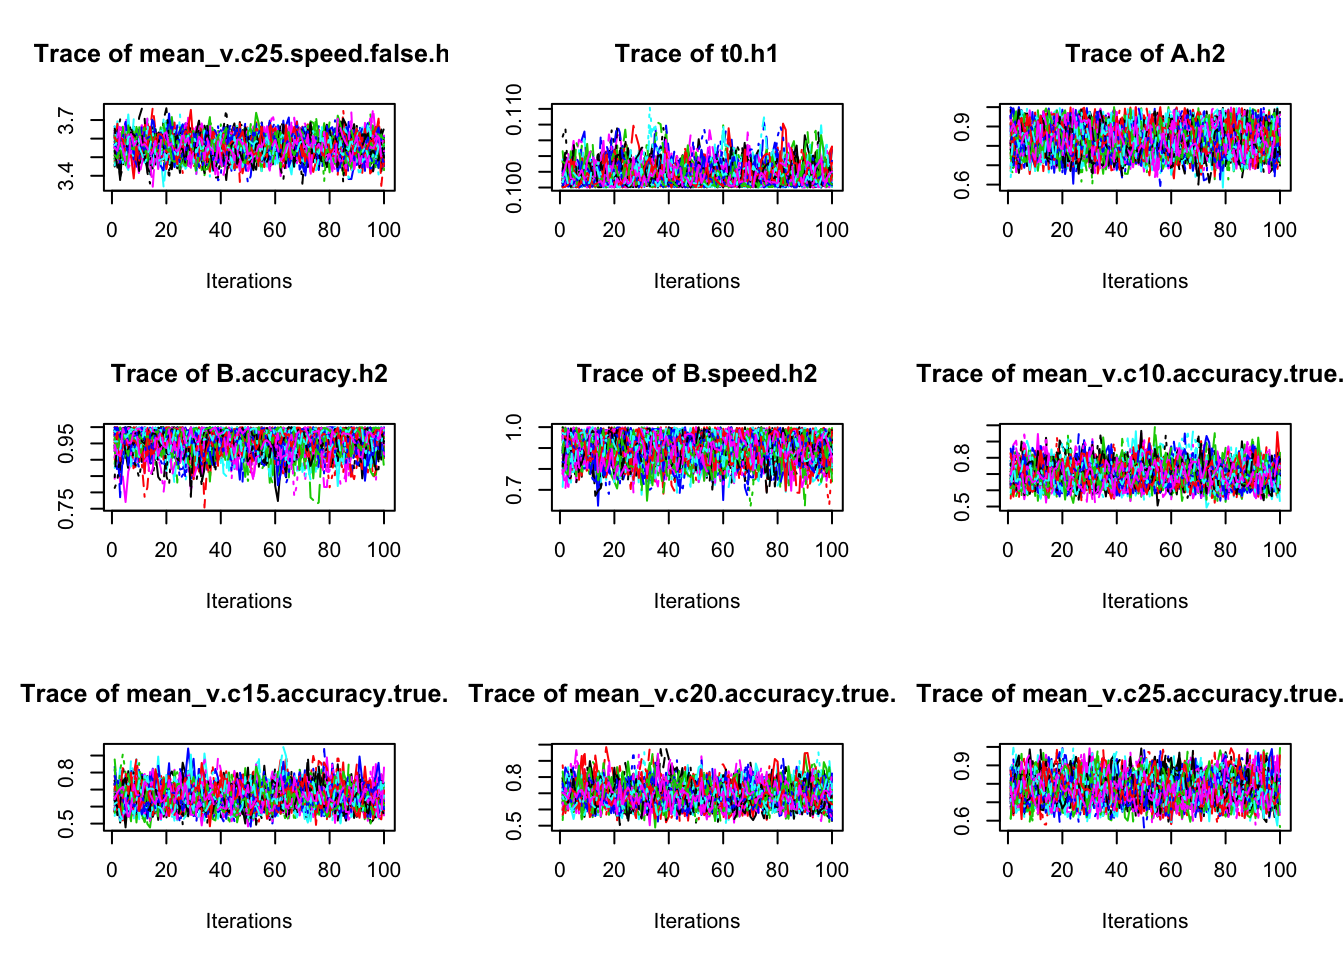 Trace of mean_v.c25.speed.false.h
Trace of t0.h1
Trace of A.h2
3.4 3.7
0.100 0.110
0.6 0.9
0 20 40 60 80 100
0 20 40 60 80 100
0 20 40 60 80 100
Iterations
Iterations
Iterations
Trace of B.accuracy.h2
Trace of B.speed.h2
Trace of mean_v.c10.accuracy.true.
0.75 0.95
0.7 1.0
0.5 0.8
0 20 40 60 80 100
0 20 40 60 80 100
0 20 40 60 80 100
Iterations
Iterations
Iterations
Trace of mean_v.c15.accuracy.true.
Trace of mean_v.c20.accuracy.true.
Trace of mean_v.c25.accuracy.true.
0.5 0.8
0.5 0.8
0.6 0.9
0 20 40 60 80 100
0 20 40 60 80 100
0 20 40 60 80 100
Iterations
Iterations
Iterations